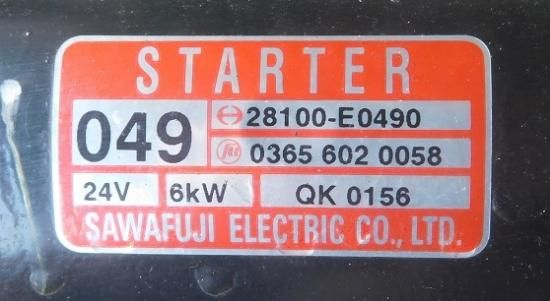 STARTER
049
28100-E0490
0365 602 0058
24V 6kW QK 0156
SAWAFUJI ELECTRIC CO., LTD.